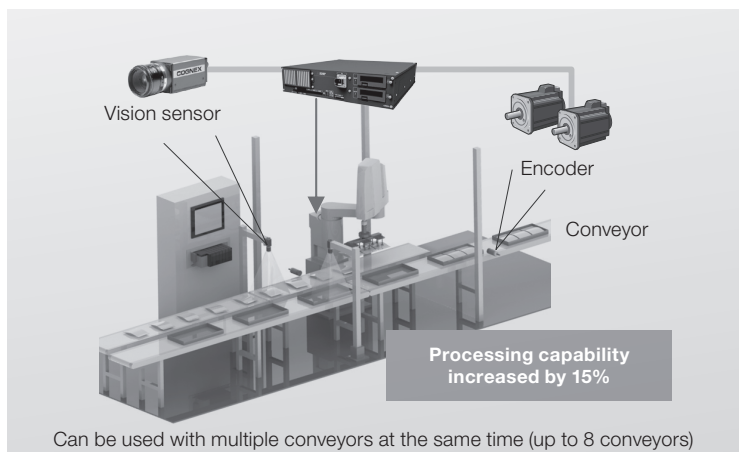 COGNEX
Vision sensor
Encoder
Conveyor
Processing capability
increased by 15%
Can be used with multiple conveyors at the same time (up to 8 conveyors)